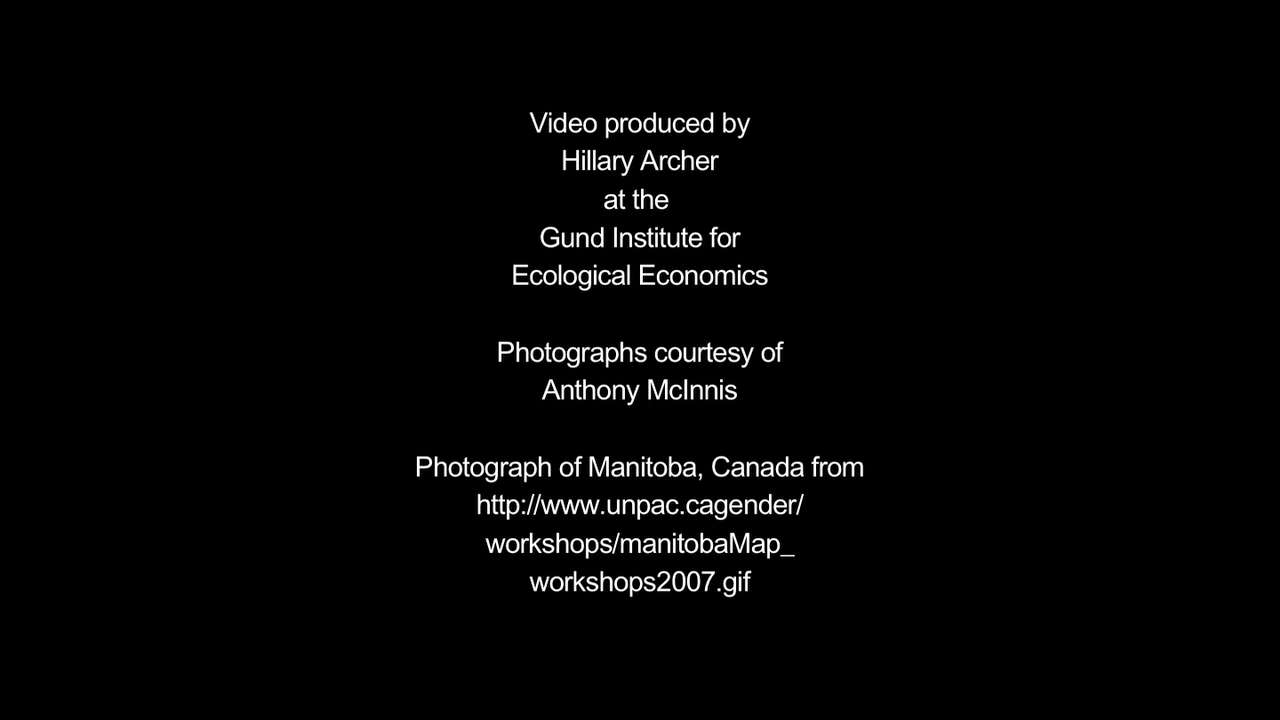 Video produced by
Hillary Archer
at the
Gund Institute for
Ecological Economics
Photographs courtesy of
Anthony McInnis
Photograph of Manitoba, Canada from
http://www.unpac.cagender/
workshops/manitobaMap_
workshops2007.gif